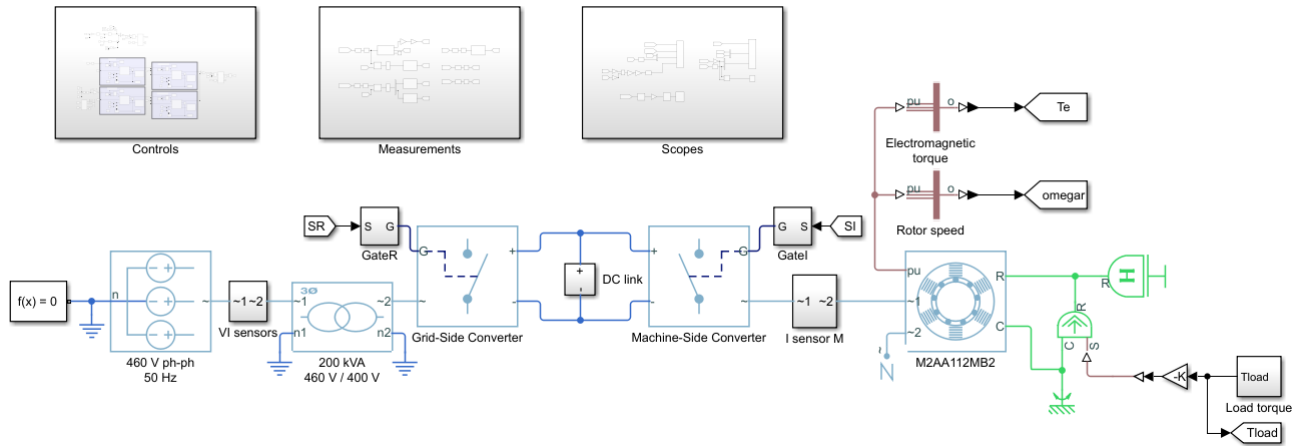 Controls
Measurements
Scopes
pu
o
Te
Electromagnetic
torque
pu
o
omegar
Rotor speed
SR
S G
GateR
G
+
-
~
Grid-Side Converter
+
-
DC link
+
-
G
~
Machine-Side Converter
G S
GateI
SI
f(x) = 0
n
~
460 V ph-ph
50 Hz
~1 ~2
VI sensors
3Ø
~1
~2
n1
n2
200 kVA
460 V / 400 V
~1 ~2
I sensor M
pu
~1
~2
R
C
M2AA112MB2
~
N
H
R
R
C
S
-K
Tload
Load torque
Tload